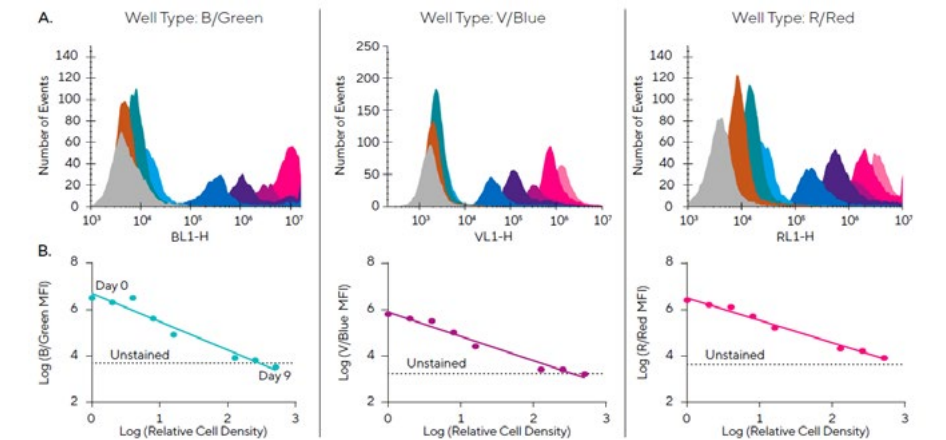 A.
Well Type: B/Green
Well Type: V/Blue
Well Type: R/Red
Number of Events
140
120
100
80
60
40
20
0
10³ 10⁴ 10⁵ 10⁶ 10⁷
BL1-H
Number of Events
250
200
150
100
50
0
10³ 10⁴ 10⁵ 10⁶ 10⁷
VL1-H
Number of Events
140
120
100
80
60
40
20
0
10³ 10⁴ 10⁵ 10⁶ 10⁷
RL1-H
B.
Log (B/Green MFI)
8
6
4
2
Day 0
Unstained
Day 9
0 1 2 3
Log (Relative Cell Density)
Log (V/Blue MFI)
8
6
4
2
Unstained
0 1 2 3
Log (Relative Cell Density)
Log (R/Red MFI)
8
6
4
2
Unstained
0 1 2 3
Log (Relative Cell Density)